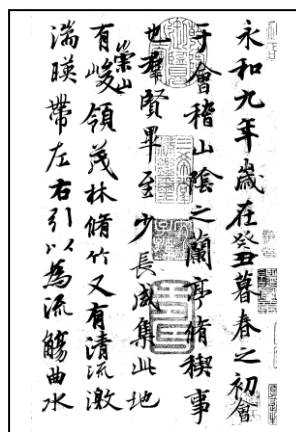 永和九年歲在癸丑暮春之初會
于會稽山陰之蘭亭脩稧事
也羣賢畢至少長咸集此地
有崇山峻領茂林脩竹又有清流激
湍暎帶左右引以為流觴曲水